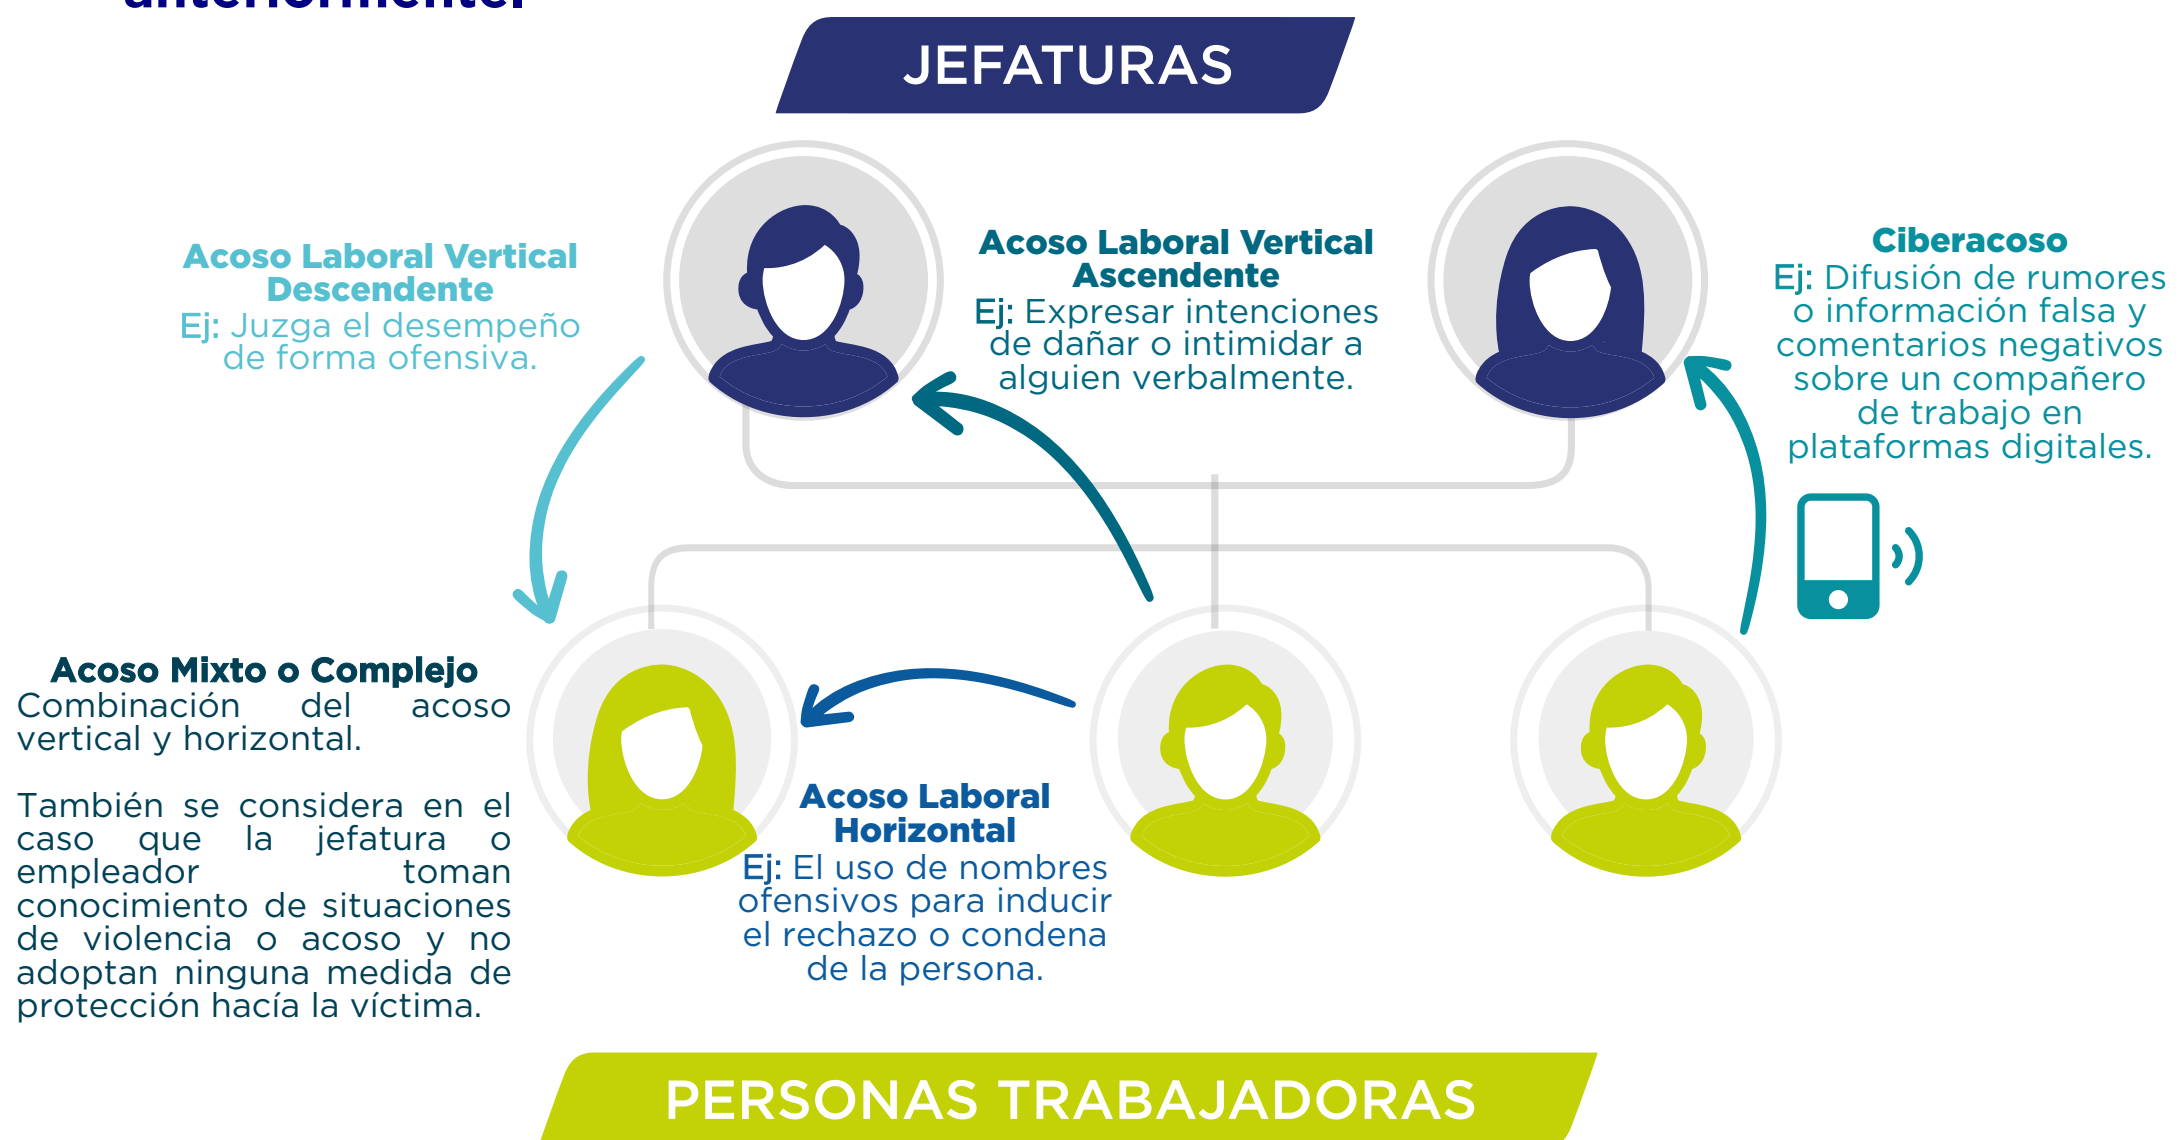 anteriormente.
JEFATURAS
Acoso Laboral Vertical
Descendente
Ej: Juzga el desempeño
de forma ofensiva.
Acoso Laboral Vertical
Ascendente
Ej: Expresar intenciones
de dañar o intimidar a
alguien verbalmente.
Ciberacoso
Ej: Difusión de rumores
o información falsa y
comentarios negativos
sobre un compañero
de trabajo en
plataformas digitales.
Acoso Mixto o Complejo
Combinación del acoso
vertical y horizontal.
También se considera en el
caso que la jefatura o
empleador toman
conocimiento de situaciones
de violencia o acoso y no
adoptan ninguna medida de
protección hacía la víctima.
Acoso Laboral
Horizontal
Ej: El uso de nombres
ofensivos para inducir
el rechazo o condena
de la persona.
PERSONAS TRABAJADORAS